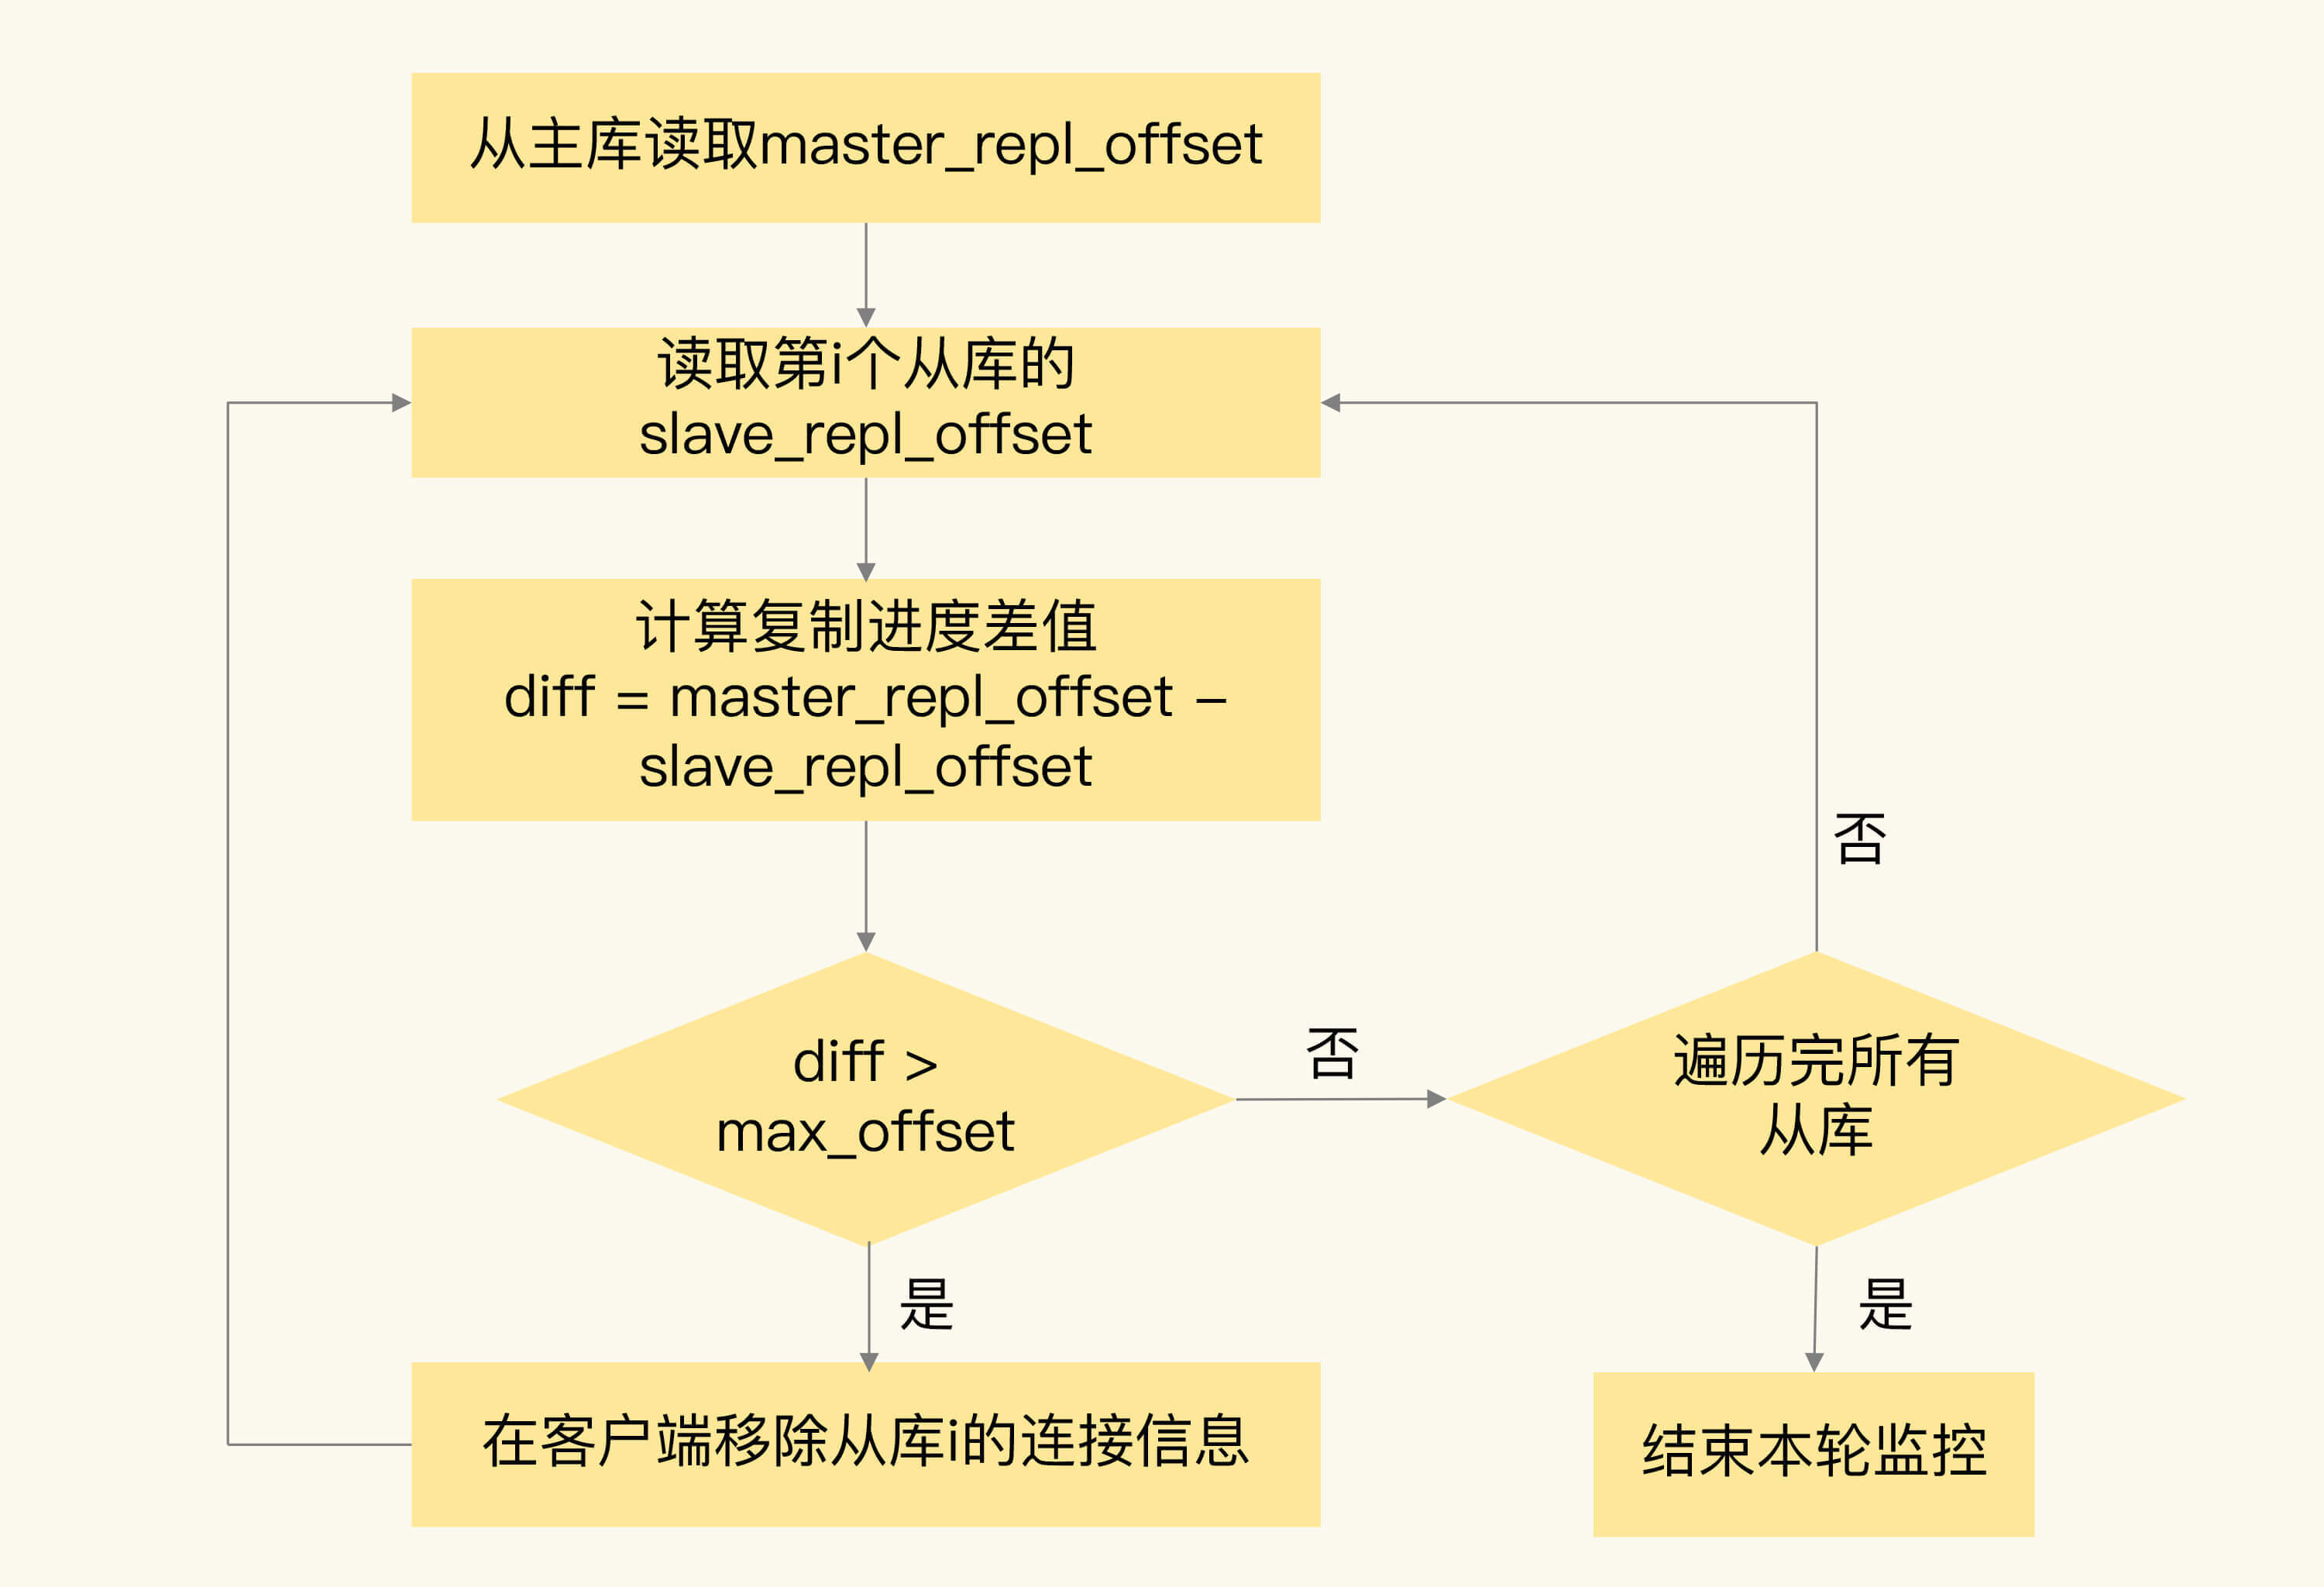 从主库读取master_repl_offset
读取第i个从库的
slave_repl_offset
计算复制进度差值
diff = master_repl_offset –
slave_repl_offset
否
diff >
max_offset
否
遍历完所有
从库
是
是
在客户端移除从库i的连接信息
结束本轮监控